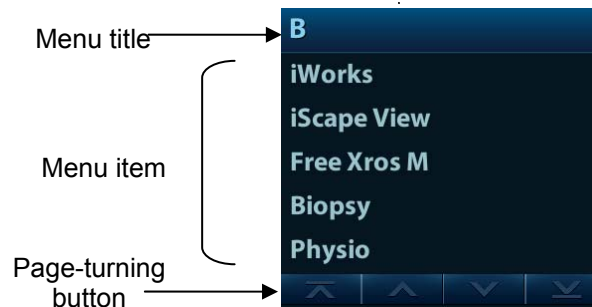 Menu title
B
iWorks
iScape View
Free Xros M
Menu item
Biopsy
Physio
Page-turning
button